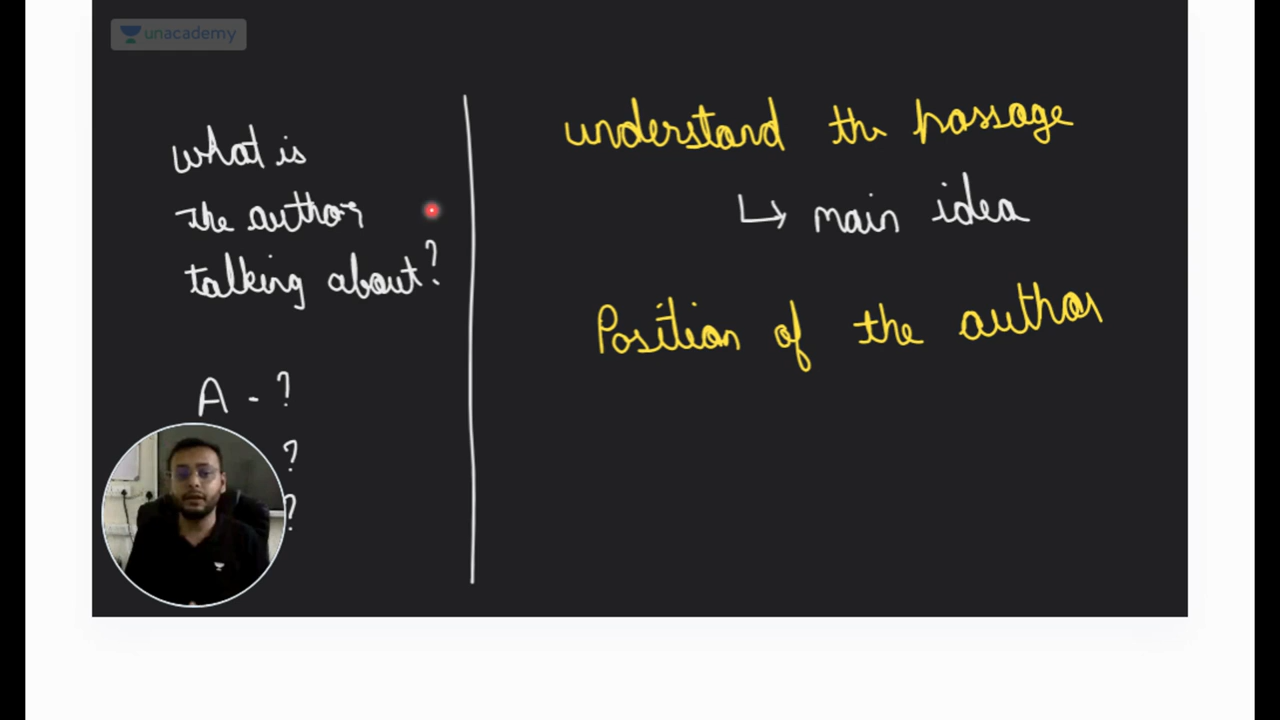 unacademy
what is
the author
talking about?
A - ?
?
?
understand the passage
↳ main idea
Position of the author